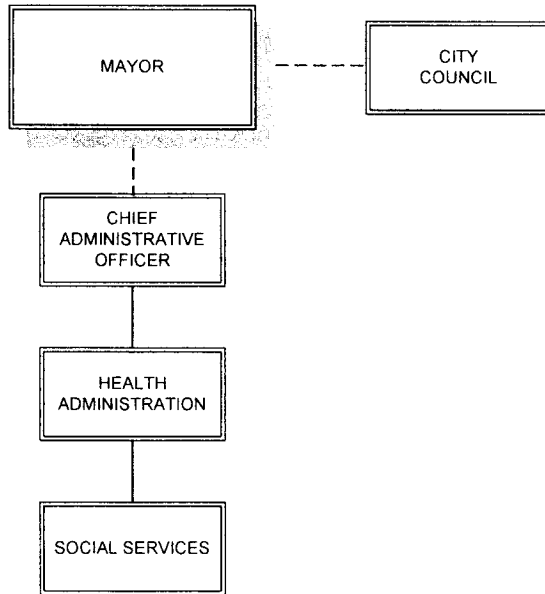 MAYOR
CITY
COUNCIL
CHIEF
ADMINISTRATIVE
OFFICER
HEALTH
ADMINISTRATION
SOCIAL SERVICES